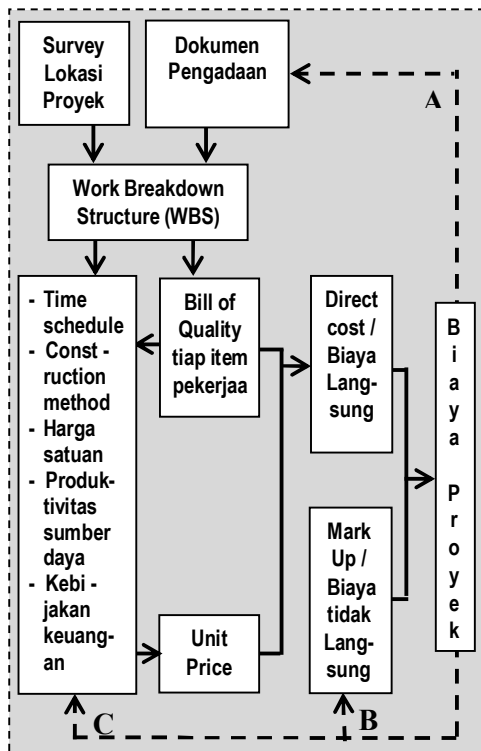 Survey
Lokasi
Proyek
Dokumen
Pengadaan
A
Work Breakdown
Structure (WBS)
- Time
schedule
- Const -
ruction
method
- Harga
satuan
- Produk-
tivitas
sumber
daya
- Kebi -
jakan
keuang-
an
Bill of
Quality
tiap item
pekerjaa
Direct
cost /
Biaya
Lang-
sung
B
i
a
y
a
P
r
o
y
e
k
Mark
Up /
Biaya
tidak
Lang-
sung
Unit
Price
C
B